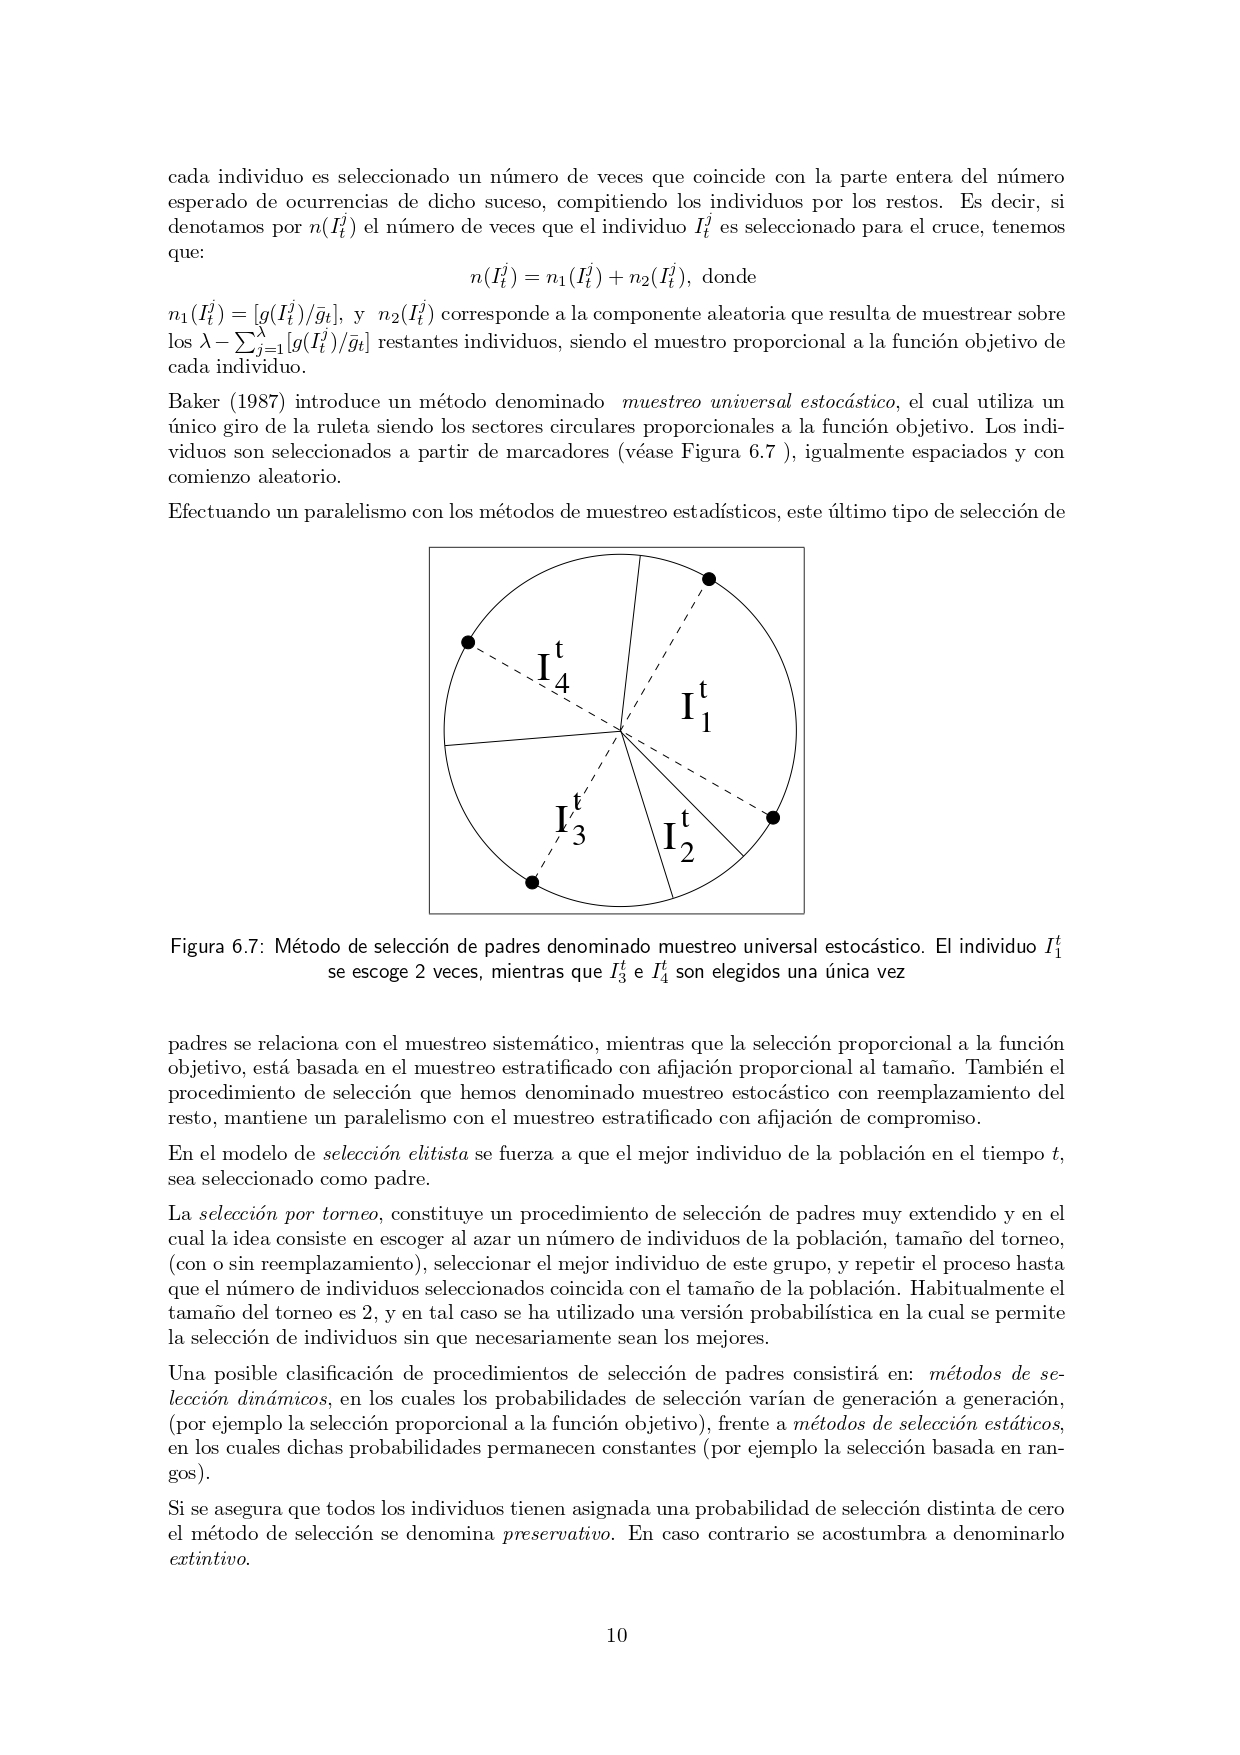 cada individuo es seleccionado un número de veces que coincide con la parte entera del número
esperado de ocurrencias de dicho suceso, compitiendo los individuos por los restos. Es decir, si
denotamos por n(I_t^j) el número de veces que el individuo I_t^j es seleccionado para el cruce, tenemos
que:
n(I_t^j) = n_1(I_t^j) + n_2(I_t^j), donde
n_1(I_t^j) = [g(I_t^j)/ḡ_t], y n_2(I_t^j) corresponde a la componente aleatoria que resulta de muestrear sobre
los λ − ∑_{j=1}^λ [g(I_t^j)/ḡ_t] restantes individuos, siendo el muestro proporcional a la función objetivo de
cada individuo.
Baker (1987) introduce un método denominado muestreo universal estocástico, el cual utiliza un
único giro de la ruleta siendo los sectores circulares proporcionales a la función objetivo. Los indi-
viduos son seleccionados a partir de marcadores (véase Figura 6.7 ), igualmente espaciados y con
comienzo aleatorio.
Efectuando un paralelismo con los métodos de muestreo estadísticos, este último tipo de selección de
I_4^t
I_1^t
I_3^t
I_2^t
Figura 6.7: Método de selección de padres denominado muestreo universal estocástico. El individuo I_1^t
se escoge 2 veces, mientras que I_3^t e I_4^t son elegidos una única vez
padres se relaciona con el muestreo sistemático, mientras que la selección proporcional a la función
objetivo, está basada en el muestreo estratificado con afijación proporcional al tamaño. También el
procedimiento de selección que hemos denominado muestreo estocástico con reemplazamiento del
resto, mantiene un paralelismo con el muestreo estratificado con afijación de compromiso.
En el modelo de selección elitista se fuerza a que el mejor individuo de la población en el tiempo t,
sea seleccionado como padre.
La selección por torneo, constituye un procedimiento de selección de padres muy extendido y en el
cual la idea consiste en escoger al azar un número de individuos de la población, tamaño del torneo,
(con o sin reemplazamiento), seleccionar el mejor individuo de este grupo, y repetir el proceso hasta
que el número de individuos seleccionados coincida con el tamaño de la población. Habitualmente el
tamaño del torneo es 2, y en tal caso se ha utilizado una versión probabilística en la cual se permite
la selección de individuos sin que necesariamente sean los mejores.
Una posible clasificación de procedimientos de selección de padres consistirá en: métodos de se-
lección dinámicos, en los cuales los probabilidades de selección varían de generación a generación,
(por ejemplo la selección proporcional a la función objetivo), frente a métodos de selección estáticos,
en los cuales dichas probabilidades permanecen constantes (por ejemplo la selección basada en ran-
gos).
Si se asegura que todos los individuos tienen asignada una probabilidad de selección distinta de cero
el método de selección se denomina preservativo. En caso contrario se acostumbra a denominarlo
extintivo.
10